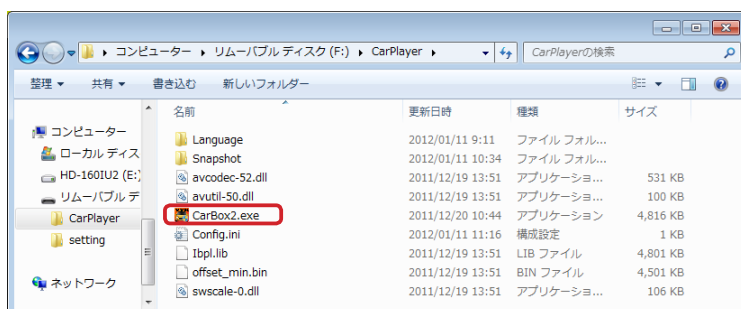 コンピューター ▸ リムーバブル ディスク (F:) ▸ CarPlayer ▸
CarPlayerの検索
整理 ▼ 共有 ▼ 書き込む 新しいフォルダー
名前 更新日時 種類 サイズ
コンピューター
ローカル ディス
HD-160IU2 (E:)
リムーバブル デ
CarPlayer
setting
ネットワーク
Language 2012/01/11 9:11 ファイル フォル...
Snapshot 2012/01/11 10:34 ファイル フォル...
avcodec-52.dll 2011/12/19 13:51 アプリケーショ... 531 KB
avutil-50.dll 2011/12/19 13:51 アプリケーショ... 100 KB
CarBox2.exe 2011/12/20 10:44 アプリケーション 4,816 KB
Config.ini 2012/01/11 11:16 構成設定 1 KB
Ibpl.lib 2011/12/19 13:51 LIB ファイル 4,801 KB
offset_min.bin 2011/12/19 13:51 BIN ファイル 4,501 KB
swscale-0.dll 2011/12/19 13:51 アプリケーショ... 106 KB